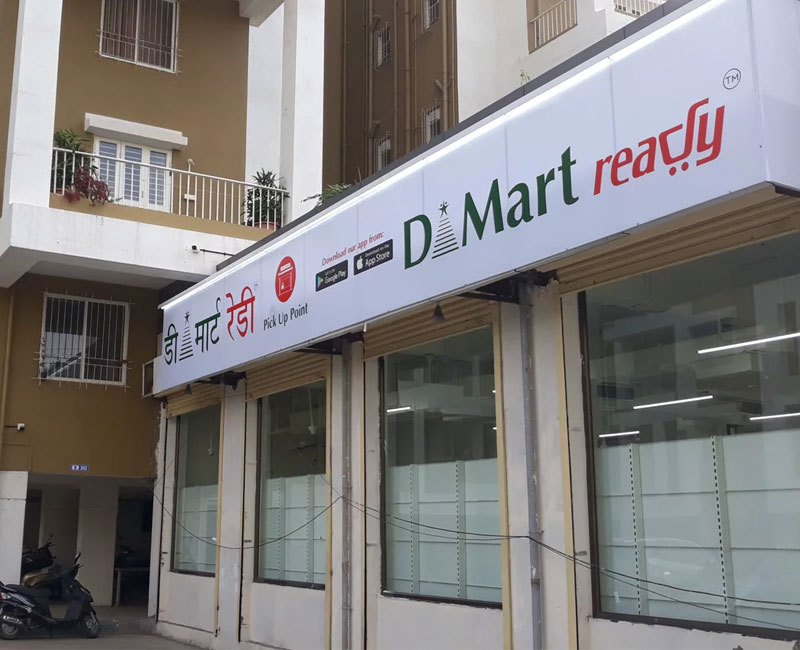 डी मार्ट रेडी
Pick Up Point
Download our app from:
GET IT ON
Google Play
Download on the
App Store
D Mart ready
TM